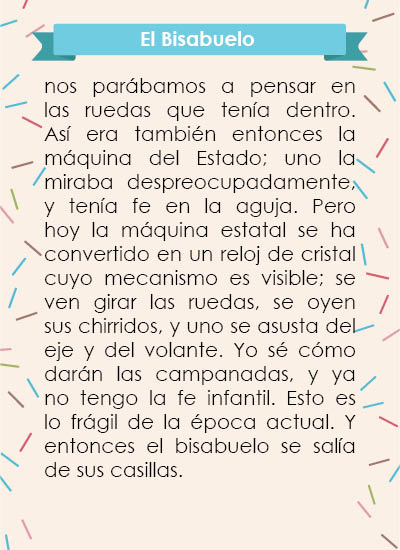 El Bisabuelo
nos parábamos a pensar en
las ruedas que tenía dentro.
Así era también entonces la
máquina del Estado; uno la
miraba despreocupadamente,
y tenía fe en la aguja. Pero
hoy la máquina estatal se ha
convertido en un reloj de cristal
cuyo mecanismo es visible; se
ven girar las ruedas, se oyen
sus chirridos, y uno se asusta del
eje y del volante. Yo sé cómo
darán las campanadas, y ya
no tengo la fe infantil. Esto es
lo frágil de la época actual. Y
entonces el bisabuelo se salía
de sus casillas.